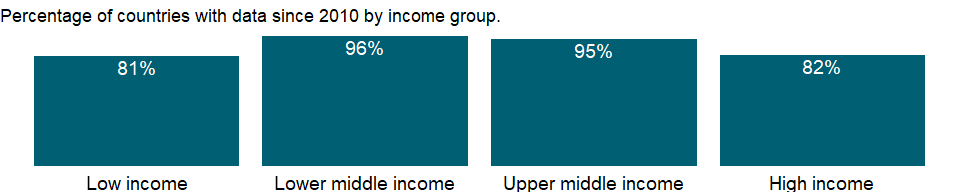 Percentage of countries with data since 2010 by income group.
81%
96%
95%
82%
Low income
Lower middle income
Upper middle income
High income